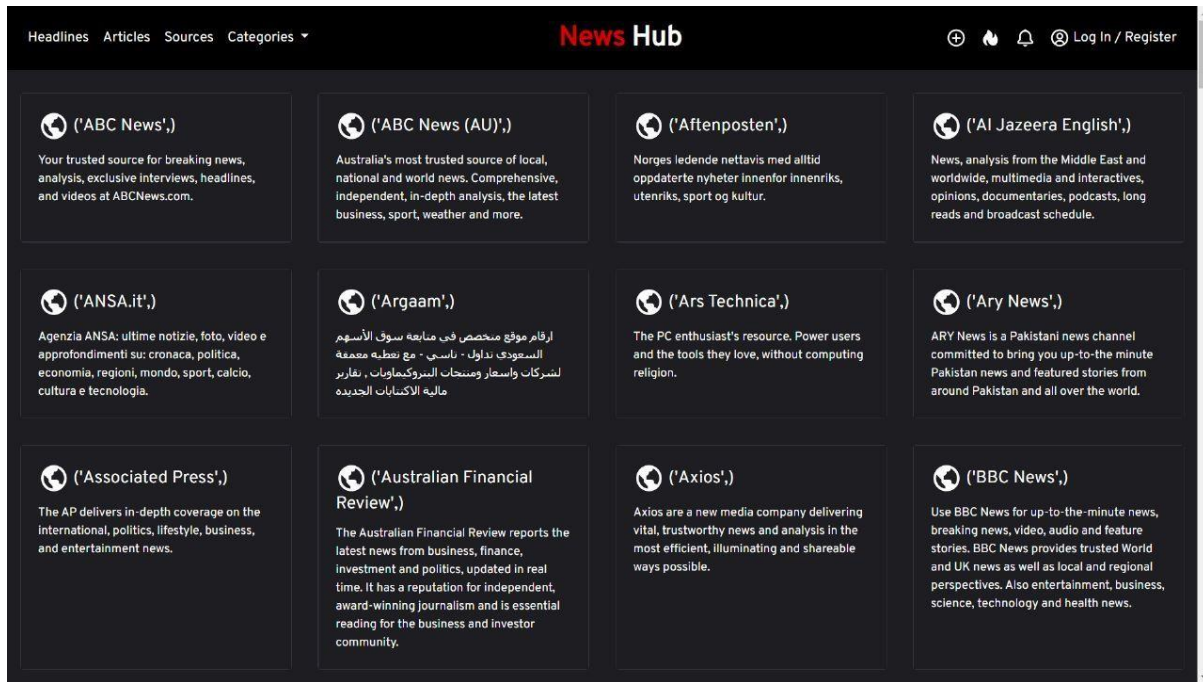 Headlines Articles Sources Categories
News Hub
Log In / Register
('ABC News',)
Your trusted source for breaking news,
analysis, exclusive interviews, headlines,
and videos at ABCNews.com.
('ABC News (AU)',)
Australia's most trusted source of local,
national and world news. Comprehensive,
independent, in-depth analysis, the latest
business, sport, weather and more.
('Aftenposten',)
Norges ledende nettavis med alltid
oppdaterte nyheter innenfor innenriks,
utenriks, sport og kultur.
('Al Jazeera English',)
News, analysis from the Middle East and
worldwide, multimedia and interactives,
opinions, documentaries, podcasts, long
reads and broadcast schedule.
('ANSA.it',)
Agenzia ANSA: ultime notizie, foto, video e
approfondimenti su: cronaca, politica,
economia, regioni, mondo, sport, calcio,
cultura e tecnologia.
('Argaam',)
ارقام موقع متخصص في متابعة سوق الأسهم
السعودي تداول - تاسي - مع تغطيه معمقة
لشركات واسعار ومنتجات البتروكيماويات , تقارير
مالية الاكتتابات الجديده
('Ars Technica',)
The PC enthusiast's resource. Power users
and the tools they love, without computing
religion.
('Ary News',)
ARY News is a Pakistani news channel
committed to bring you up-to-the minute
Pakistan news and featured stories from
around Pakistan and all over the world.
('Associated Press',)
The AP delivers in-depth coverage on the
international, politics, lifestyle, business,
and entertainment news.
('Australian Financial
Review',)
The Australian Financial Review reports the
latest news from business, finance,
investment and politics, updated in real
time. It has a reputation for independent,
award-winning journalism and is essential
reading for the business and investor
community.
('Axios',)
Axios are a new media company delivering
vital, trustworthy news and analysis in the
most efficient, illuminating and shareable
ways possible.
('BBC News',)
Use BBC News for up-to-the-minute news,
breaking news, video, audio and feature
stories. BBC News provides trusted World
and UK news as well as local and regional
perspectives. Also entertainment, business,
science, technology and health news.